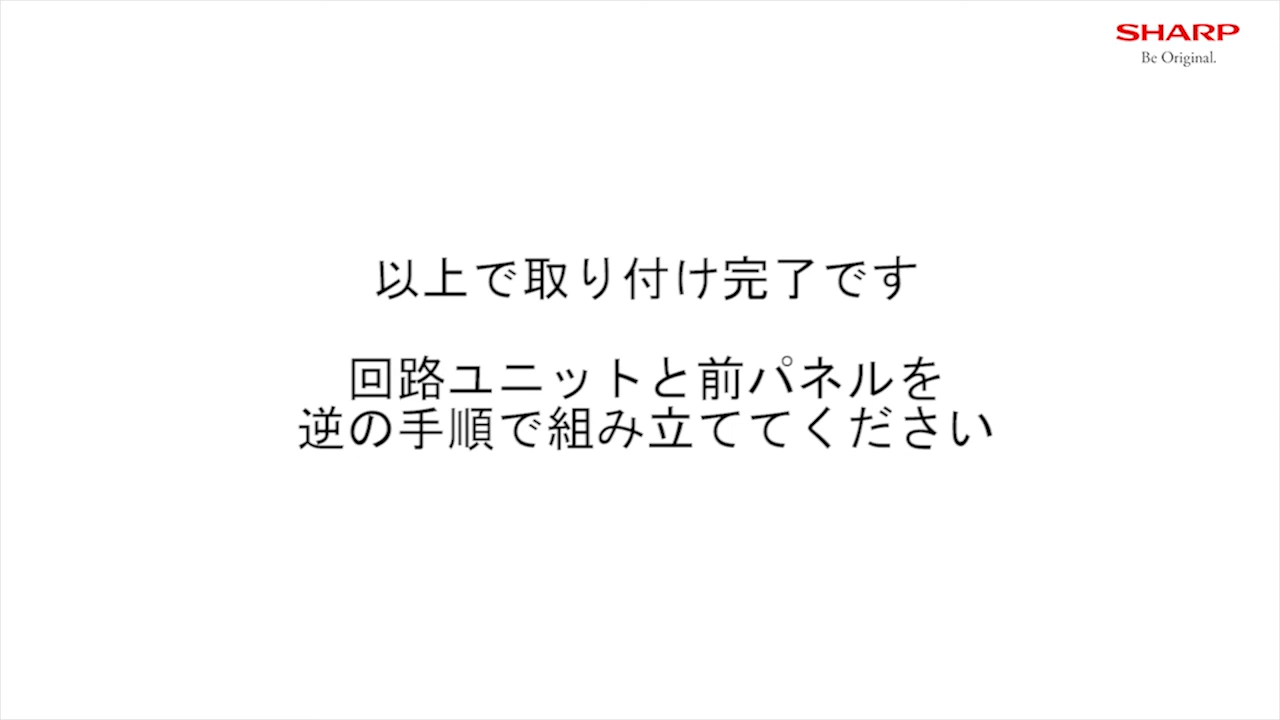 SHARP
Be Original.
以上で取り付け完了です
回路ユニットと前パネルを
逆の手順で組み立ててください